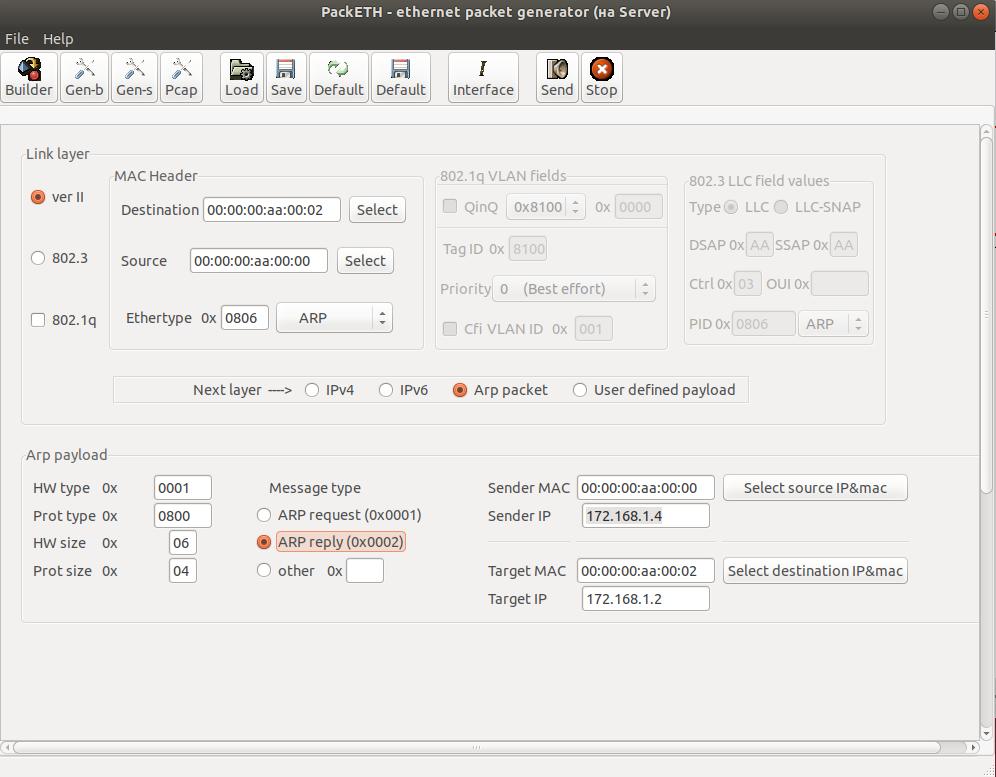 PackETH - ethernet packet generator (на Server)
File Help
Builder Gen-b Gen-s Pcap Load Save Default Default Interface Send Stop
Link layer
ver II
802.3
802.1q
MAC Header
Destination 00:00:00:aa:00:02 Select
Source 00:00:00:aa:00:00 Select
Ethertype 0x 0806 ARP
802.1q VLAN fields
QinQ 0x8100 0x 0000
Tag ID 0x 8100
Priority 0 (Best effort)
Cfi VLAN ID 0x 001
802.3 LLC field values
Type LLC LLC-SNAP
DSAP 0x AA SSAP 0x AA
Ctrl 0x 03 OUI 0x
PID 0x 0806 ARP
Next layer ----> IPv4 IPv6 Arp packet User defined payload
Arp payload
HW type 0x 0001
Prot type 0x 0800
HW size 0x 06
Prot size 0x 04
Message type
ARP request (0x0001)
ARP reply (0x0002)
other 0x
Sender MAC 00:00:00:aa:00:00 Select source IP&mac
Sender IP 172.168.1.4
Target MAC 00:00:00:aa:00:02 Select destination IP&mac
Target IP 172.168.1.2